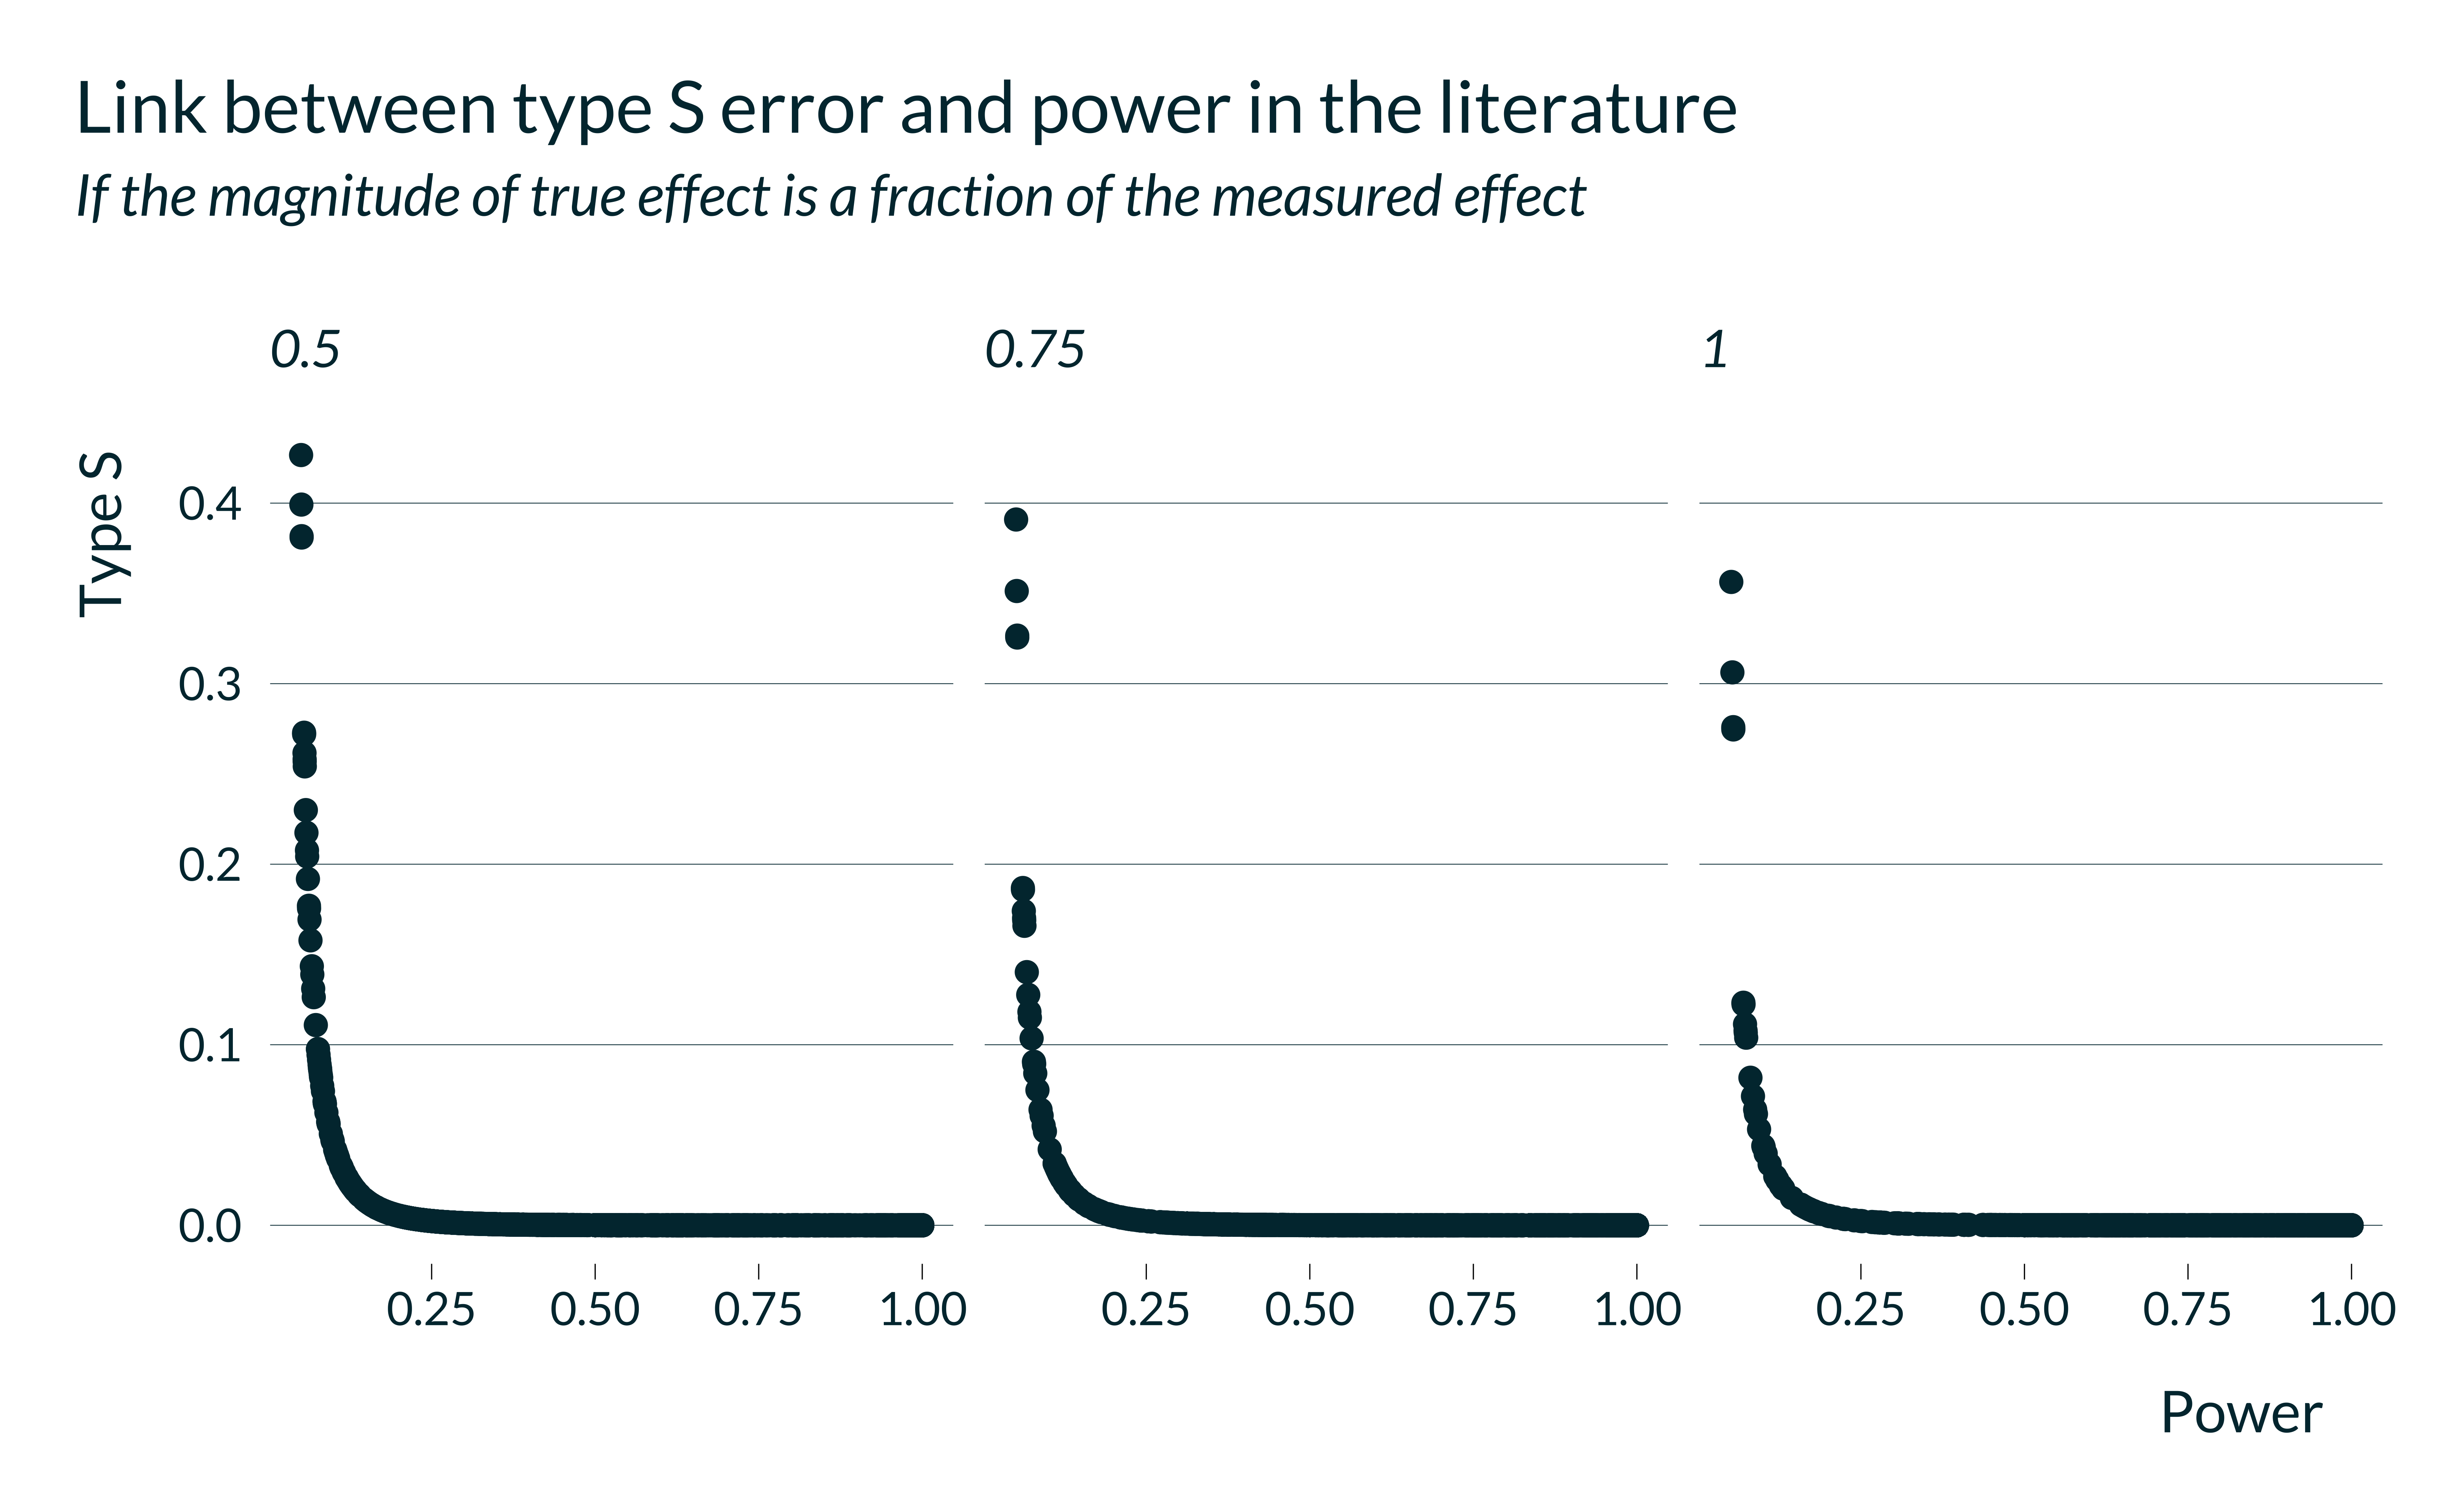 Link between type S error and power in the literature
If the magnitude of true effect is a fraction of the measured effect
0.5 0.75 1
Type S
0.4
0.3
0.2
0.1
0.0
0.25 0.50 0.75 1.00 0.25 0.50 0.75 1.00 0.25 0.50 0.75 1.00
Power